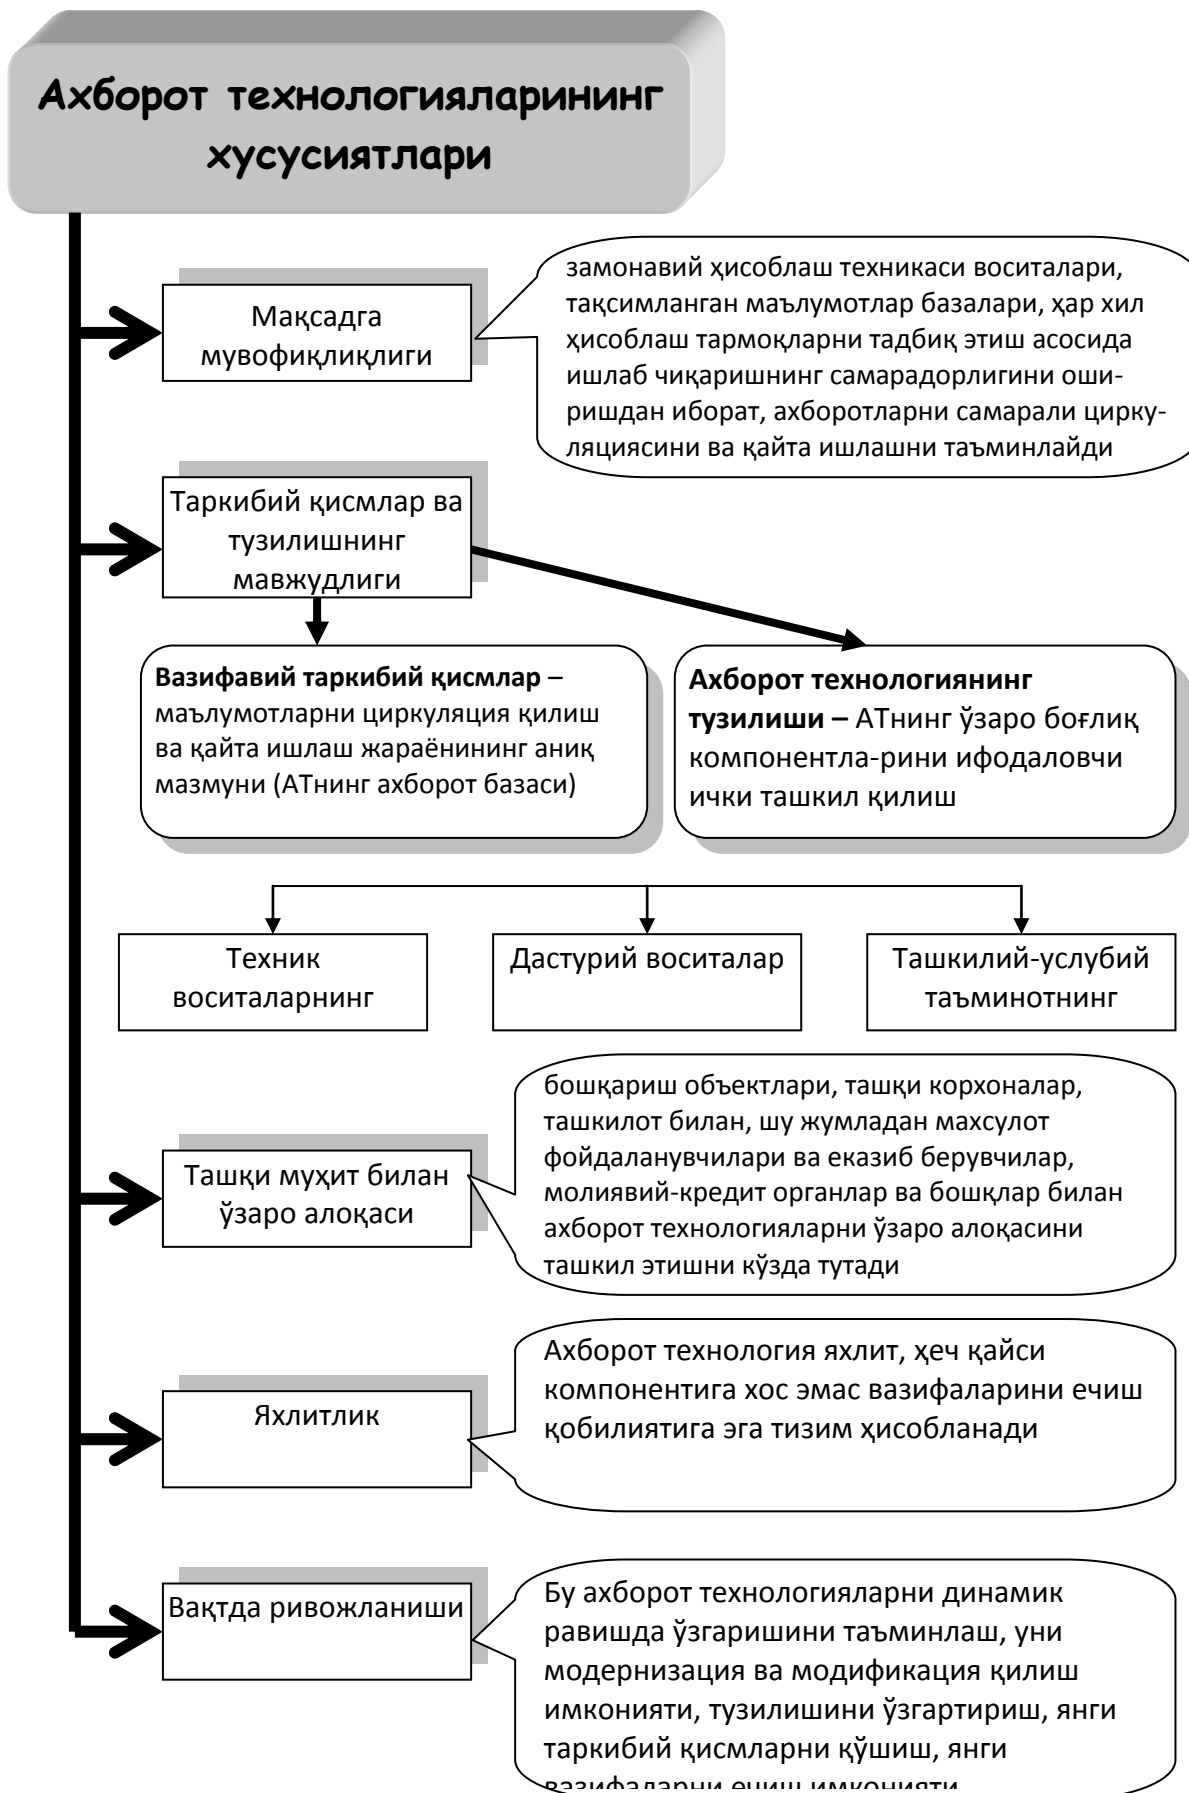 Ахборот технологияларининг
хусусиятлари
Мақсадга
мувофиқлиқлиги
замонавий ҳисоблаш техникаси воситалари,
тақсимланган маълумотлар базалари, ҳар хил
ҳисоблаш тармоқларни тадбиқ этиш асосида
ишлаб чиқаришнинг самарадорлигини оши-
ришдан иборат, ахборотларни самарали цирку-
ляциясини ва қайта ишлашни таъминлайди
Таркибий қисмлар ва
тузилишнинг
мавжудлиги
Вазифавий таркибий қисмлар –
маълумотларни циркуляция қилиш
ва қайта ишлаш жараёнининг аниқ
мазмуни (АТнинг ахборот базаси)
Ахборот технологиянинг
тузилиши – АТнинг ўзаро боғлиқ
компонентла-рини ифодаловчи
ички ташкил қилиш
Техник
воситаларнинг
Дастурий воситалар
Ташкилий-услубий
таъминотнинг
Ташқи муҳит билан
ўзаро алоқаси
бошқариш объектлари, ташқи корхоналар,
ташкилот билан, шу жумладан махсулот
фойдаланувчилари ва еказиб берувчилар,
молиявий-кредит органлар ва бошқлар билан
ахборот технологияларни ўзаро алоқасини
ташкил этишни кўзда тутади
Яхлитлик
Ахборот технология яхлит, ҳеч қайси
компонентига хос эмас вазифаларини ечиш
қобилиятига эга тизим ҳисобланади
Вақтда ривожланиши
Бу ахборот технологияларни динамик
равишда ўзгаришини таъминлаш, уни
модернизация ва модификация қилиш
имконияти, тузилишини ўзгартириш, янги
таркибий қисмларни қўшиш, янги
вазифаларни ечиш имконияти